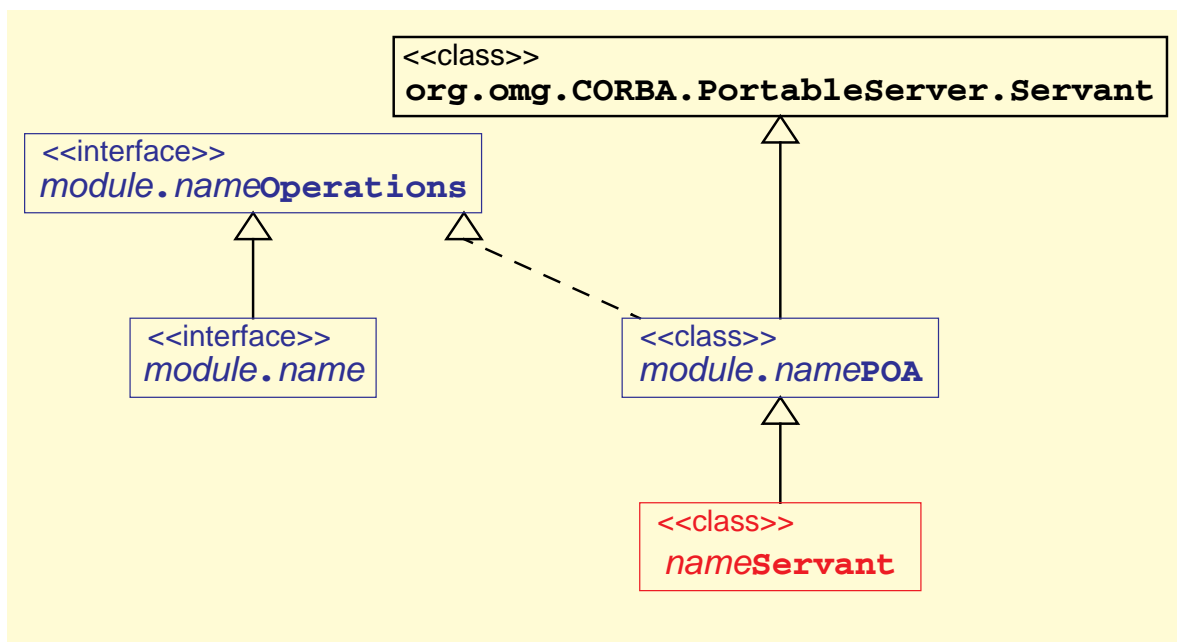 <<class>>
org.omg.CORBA.PortableServer.Servant
<<interface>>
module.nameOperations
<<interface>>
module.name
<<class>>
module.namePOA
<<class>>
nameServant